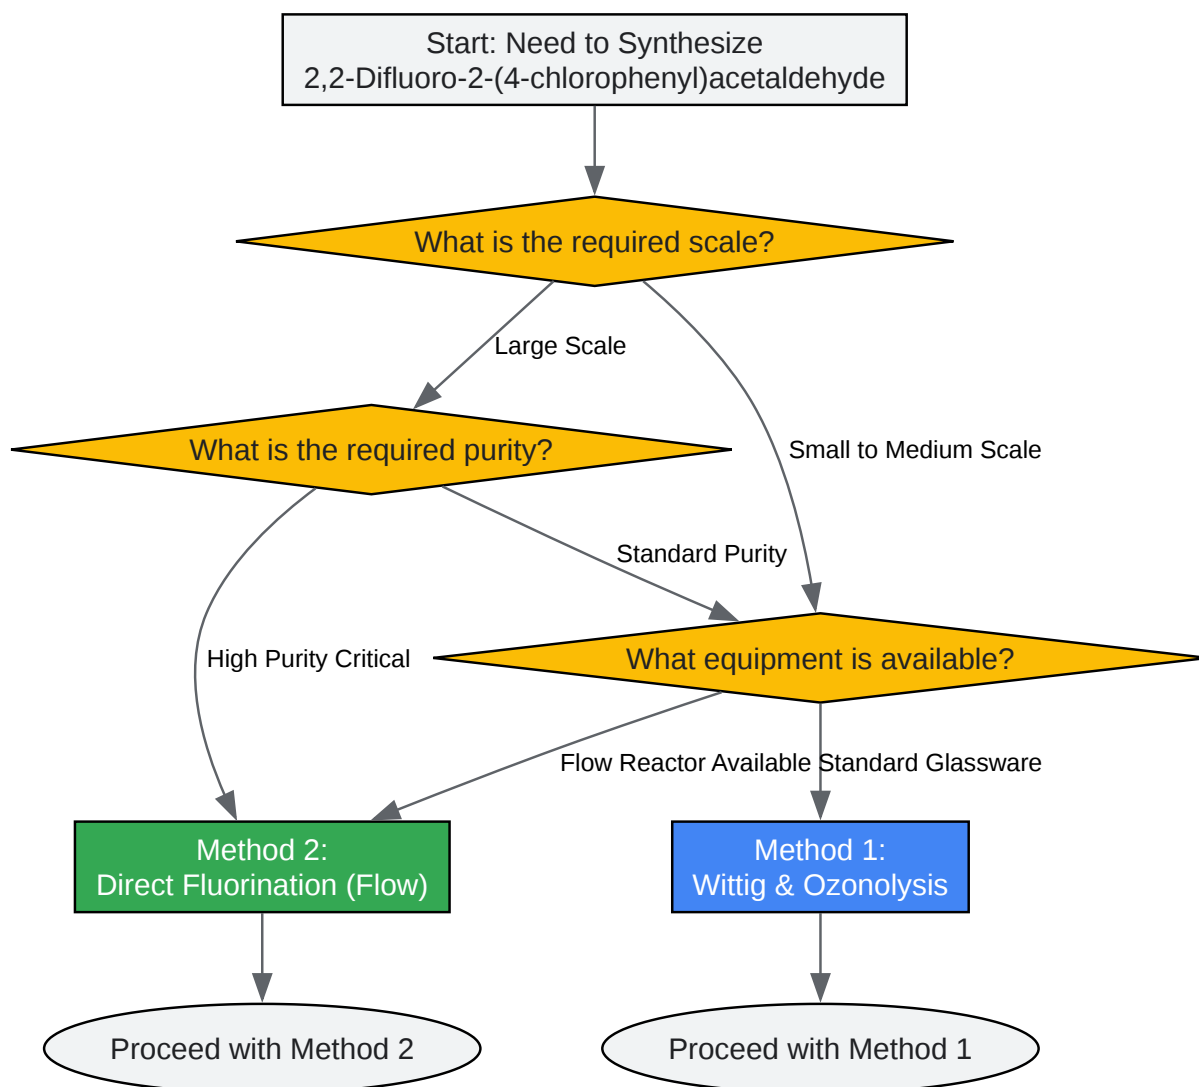 Start: Need to Synthesize
2,2-Difluoro-2-(4-chlorophenyl)acetaldehyde
What is the required scale?
Large Scale
What is the required purity?
Small to Medium Scale
Standard Purity
High Purity Critical
What equipment is available?
Flow Reactor Available
Standard Glassware
Method 2:
Direct Fluorination (Flow)
Method 1:
Wittig & Ozonolysis
Proceed with Method 2
Proceed with Method 1